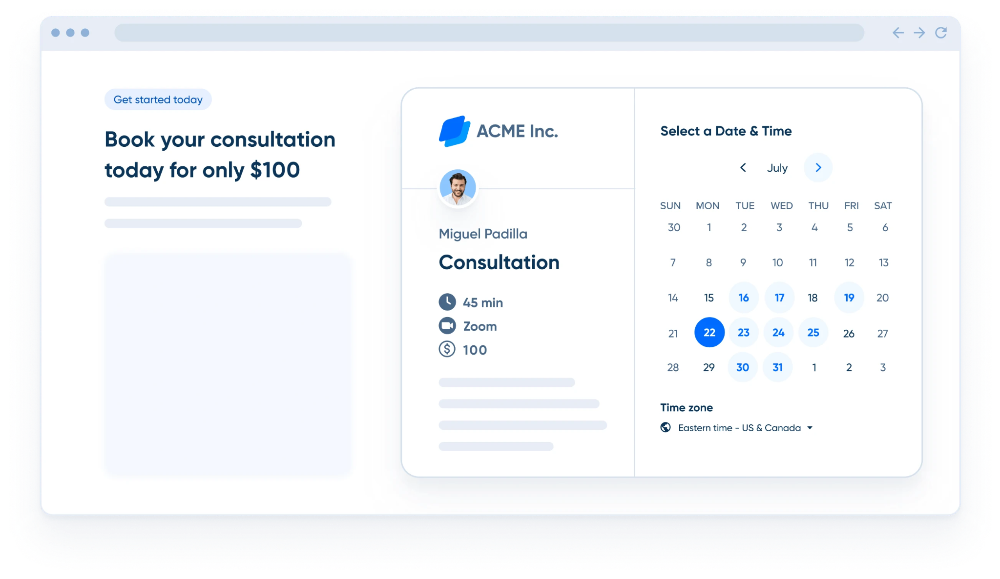 Get started today
Book your consultation
today for only $100
ACME Inc.
Miguel Padilla
Consultation
45 min
Zoom
100
Select a Date & Time
July
SUN MON TUE WED THU FRI SAT
30 1 2 3 4 5 6
7 8 9 10 11 12 13
14 15 16 17 18 19 20
21 22 23 24 25 26 27
28 29 30 31 1 2 3
Time zone
Eastern time - US & Canada